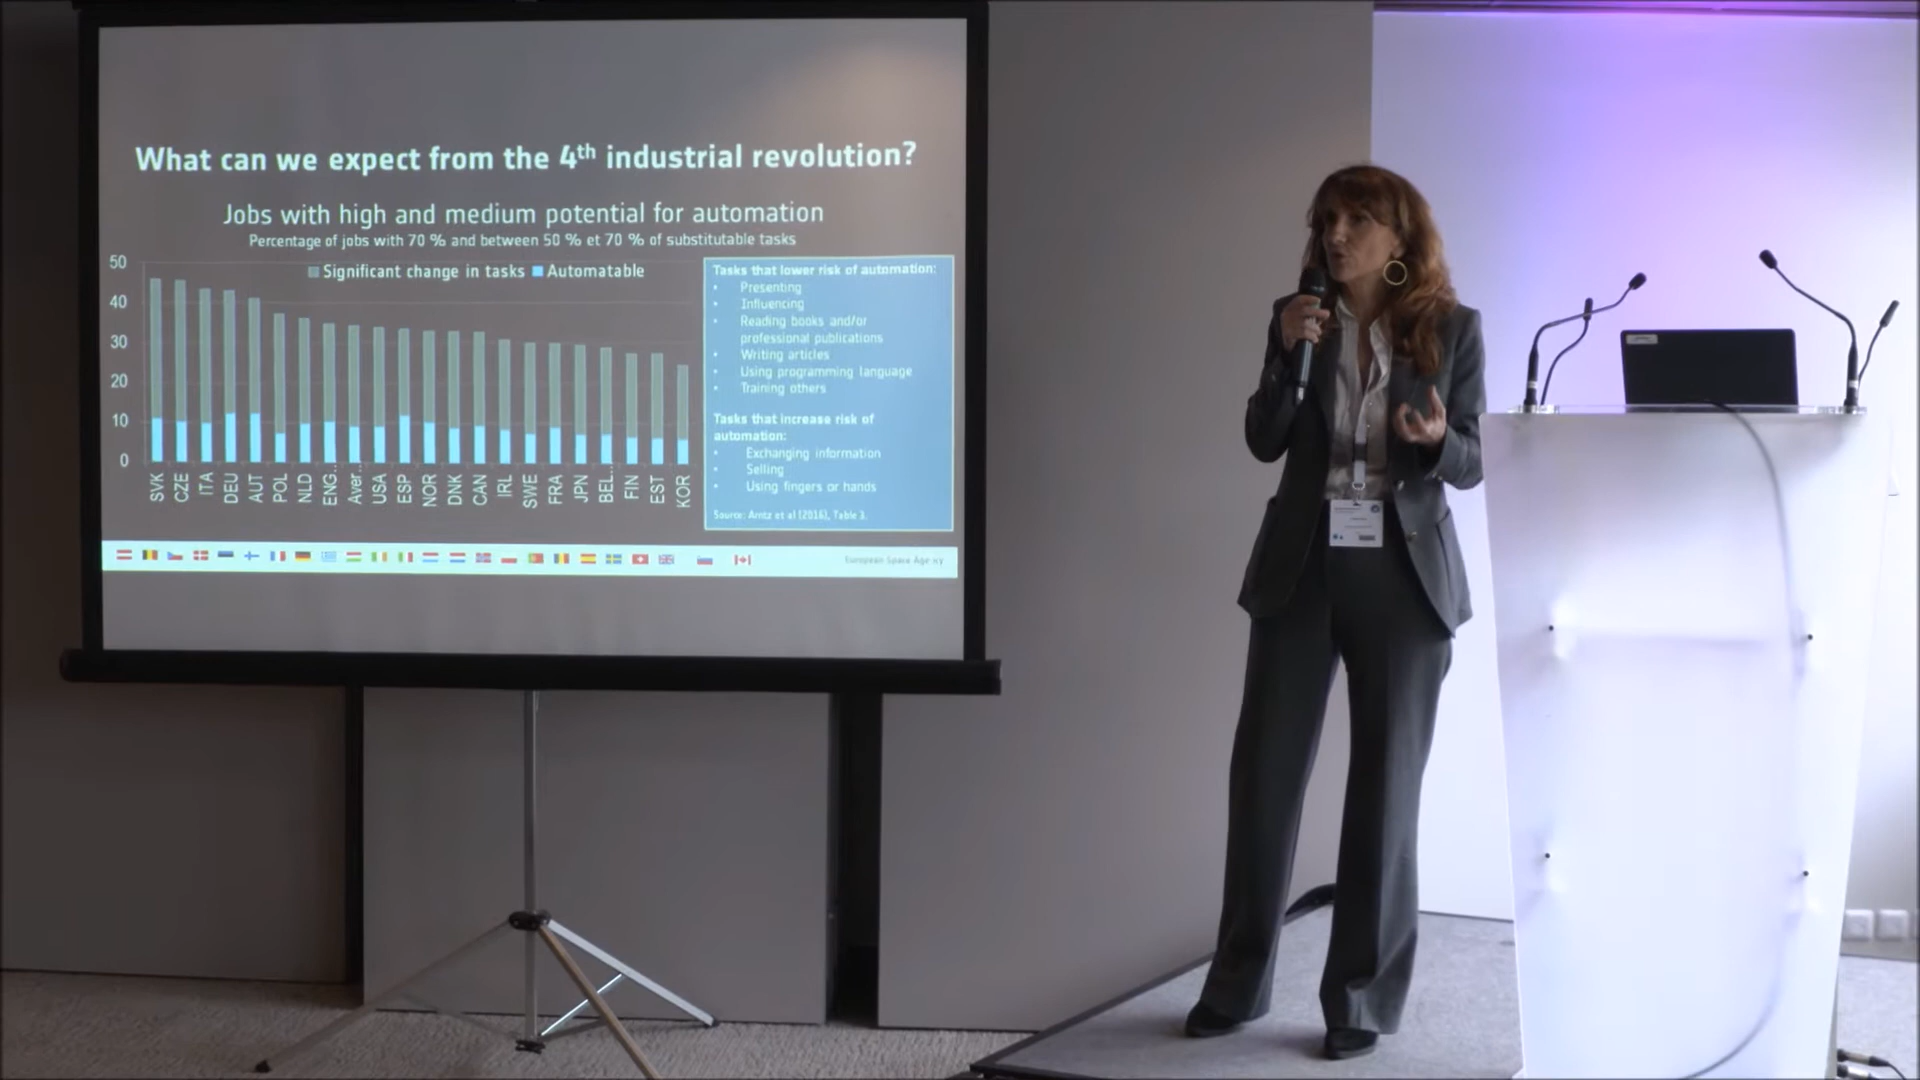 What can we expect from the 4th industrial revolution?
Jobs with high and medium potential for automation
Percentage of jobs with 70 % and between 50 % et 70 % of substitutable tasks
Significant change in tasks Automatable
50
40
30
20
10
0
SVK CZE ITA DEU AUT POL NLD ENG... Aver... USA ESP NOR DNK CAN IRL SWE FRA JPN BEL... FIN EST KOR
Tasks that lower risk of automation:
• Presenting
• Influencing
• Reading books and/or
professional publications
• Writing articles
• Using programming language
• Training others
Tasks that increase risk of
automation:
• Exchanging information
• Selling
• Using fingers or hands
Source: Arntz et al (2016), Table 3.
European Space Agency